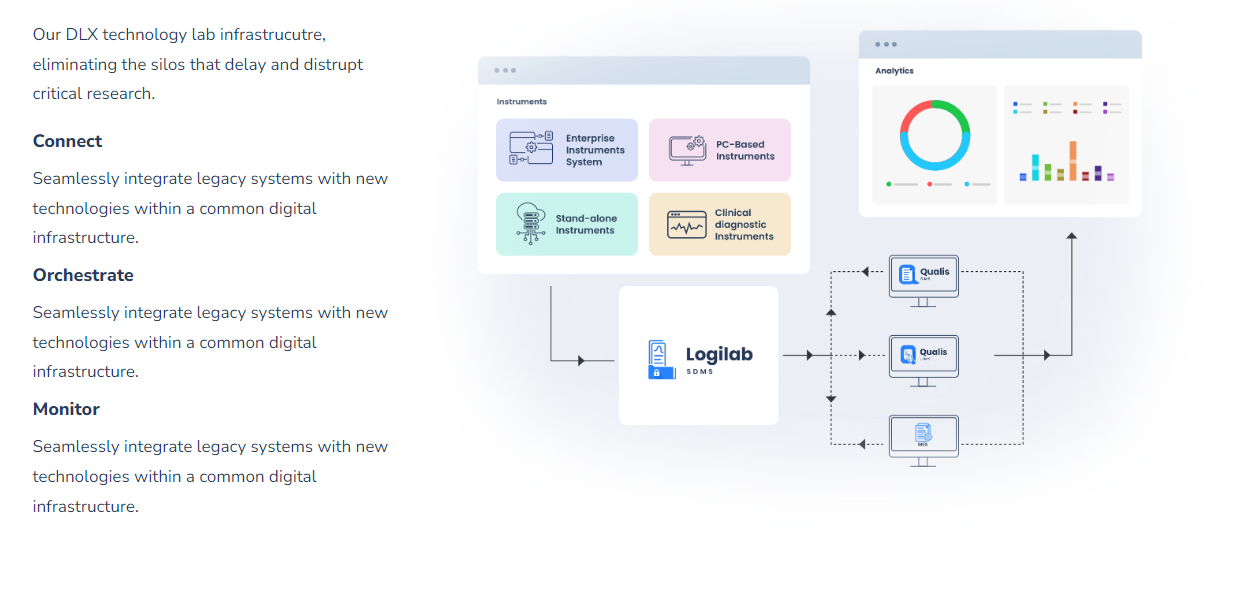 Our DLX technology lab infrastrucutre,
eliminating the silos that delay and distrupt
critical research.
Connect
Seamlessly integrate legacy systems with new
technologies within a common digital
infrastructure.
Orchestrate
Seamlessly integrate legacy systems with new
technologies within a common digital
infrastructure.
Monitor
Seamlessly integrate legacy systems with new
technologies within a common digital
infrastructure.
Instruments
Enterprise
Instruments
System
PC-Based
Instruments
Stand-alone
Instruments
Clinical
diagnostic
Instruments
Logilab
SDMS
Analytics
Qualis
Qualis